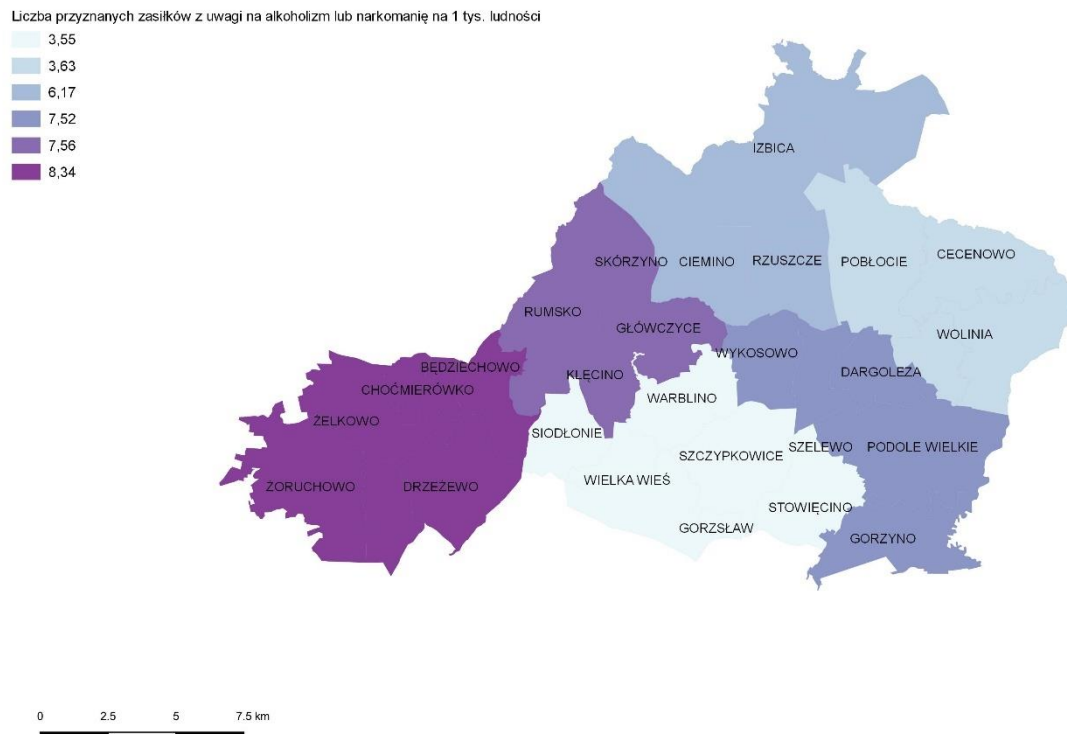 Liczba przyznanych zasiłków z uwagi na alkoholizm lub narkomanię na 1 tys. ludności
3,55
3,63
6,17
7,52
7,56
8,34
IZBICA
SKÓRZYNO
CIEMINO
RZUSZCZE
POBŁOCIE
CECENOWO
RUMSKO
GŁÓWCZYCE
WOLINIA
WYKOSOWO
BĘDZIECHOWO
KLĘCINO
DARGOLEZA
CHOĆMIERÓWKO
WARBLINO
ŻELKOWO
SIODŁONIE
SZELEWO
PODOLE WIELKIE
SZCZYPKOWICE
WIELKA WIEŚ
ŻORUCHOWO
DRZEŻEWO
STOWIĘCINO
GORZSŁAW
GORZYNO
0 2.5 5 7.5 km